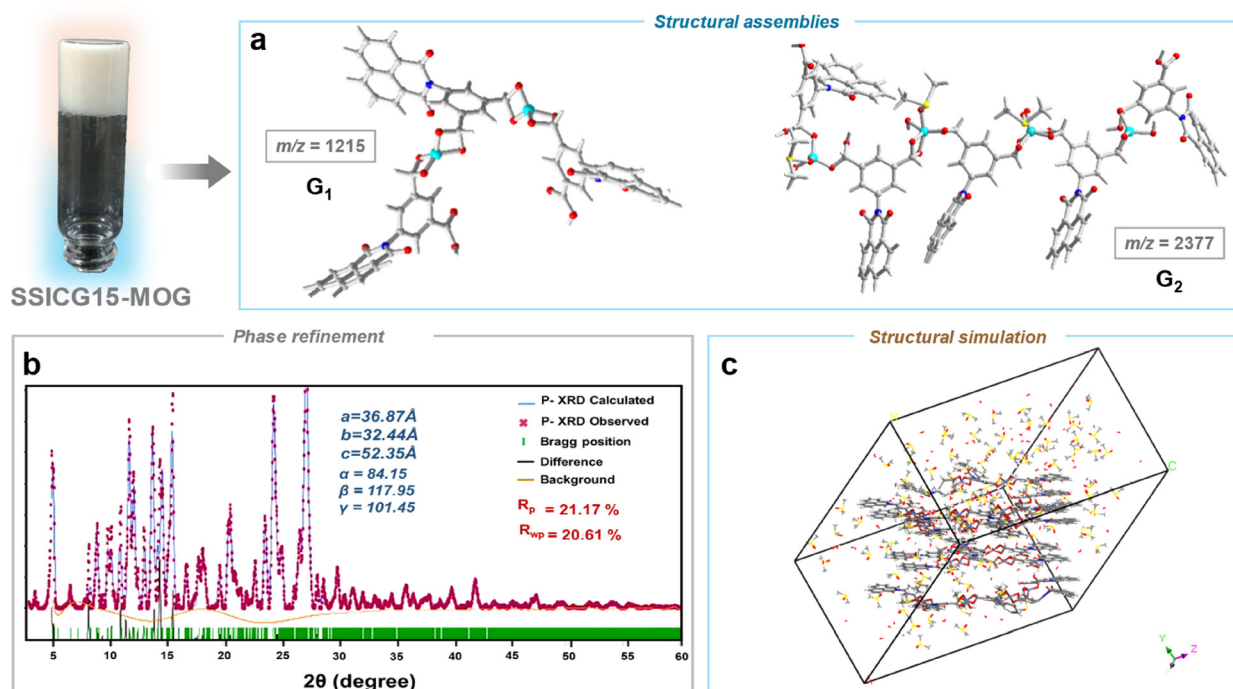 Structural assemblies
a
m/z = 1215
G1
m/z = 2377
G2
SSICG15-MOG
Phase refinement
b
a=36.87Å
b=32.44Å
c=52.35Å
α = 84.15
β = 117.95
γ = 101.45
P- XRD Calculated
P- XRD Observed
Bragg position
Difference
Background
Rp = 21.17 %
Rwp = 20.61 %
5 10 15 20 25 30 35 40 45 50 55 60
2θ (degree)
Structural simulation
c
B
C
Y
Z